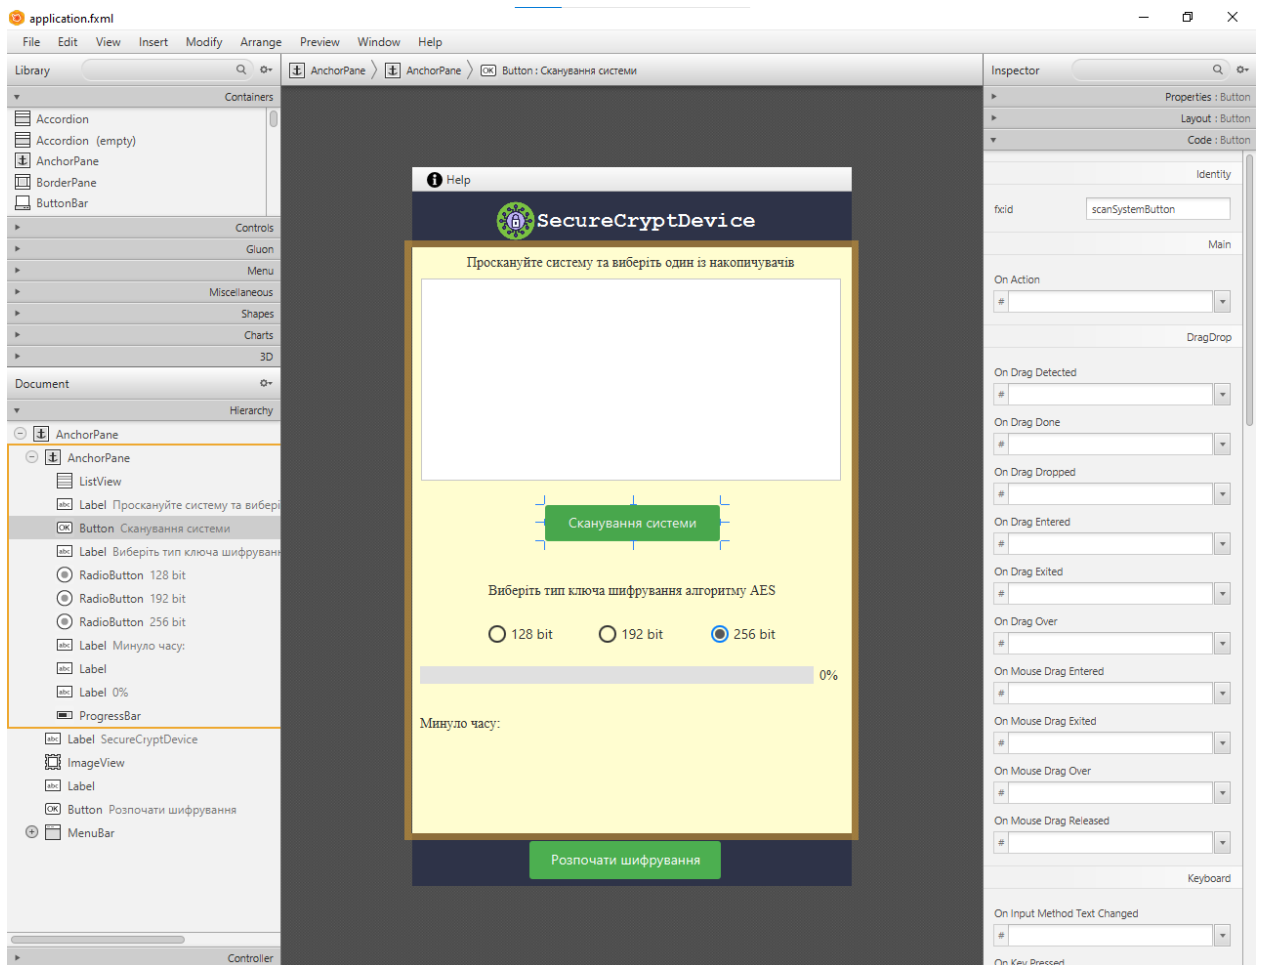 application.fxml
File Edit View Insert Modify Arrange Preview Window Help
Library
Containers
Accordion
Accordion (empty)
AnchorPane
BorderPane
ButtonBar
Controls
Gluon
Menu
Miscellaneous
Shapes
Charts
3D
Document
Hierarchy
AnchorPane
AnchorPane
ListView
Label Проскануйте систему та вибері
Button Сканування системи
Label Виберіть тип ключа шифруванн
RadioButton 128 bit
RadioButton 192 bit
RadioButton 256 bit
Label Минуло часу:
Label
Label 0%
ProgressBar
Label SecureCryptDevice
ImageView
Label
Button Розпочати шифрування
MenuBar
Controller
AnchorPane AnchorPane Button : Сканування системи
Help
SecureCryptDevice
Проскануйте систему та виберіть один із накопичувачів
Сканування системи
Виберіть тип ключа шифрування алгоритму AES
128 bit 192 bit 256 bit
0%
Минуло часу:
Розпочати шифрування
Inspector
Properties : Button
Layout : Button
Code : Button
Identity
fx:id scanSystemButton
Main
On Action
#
DragDrop
On Drag Detected
#
On Drag Done
#
On Drag Dropped
#
On Drag Entered
#
On Drag Exited
#
On Drag Over
#
On Mouse Drag Entered
#
On Mouse Drag Exited
#
On Mouse Drag Over
#
On Mouse Drag Released
#
Keyboard
On Input Method Text Changed
#
On Key Pressed